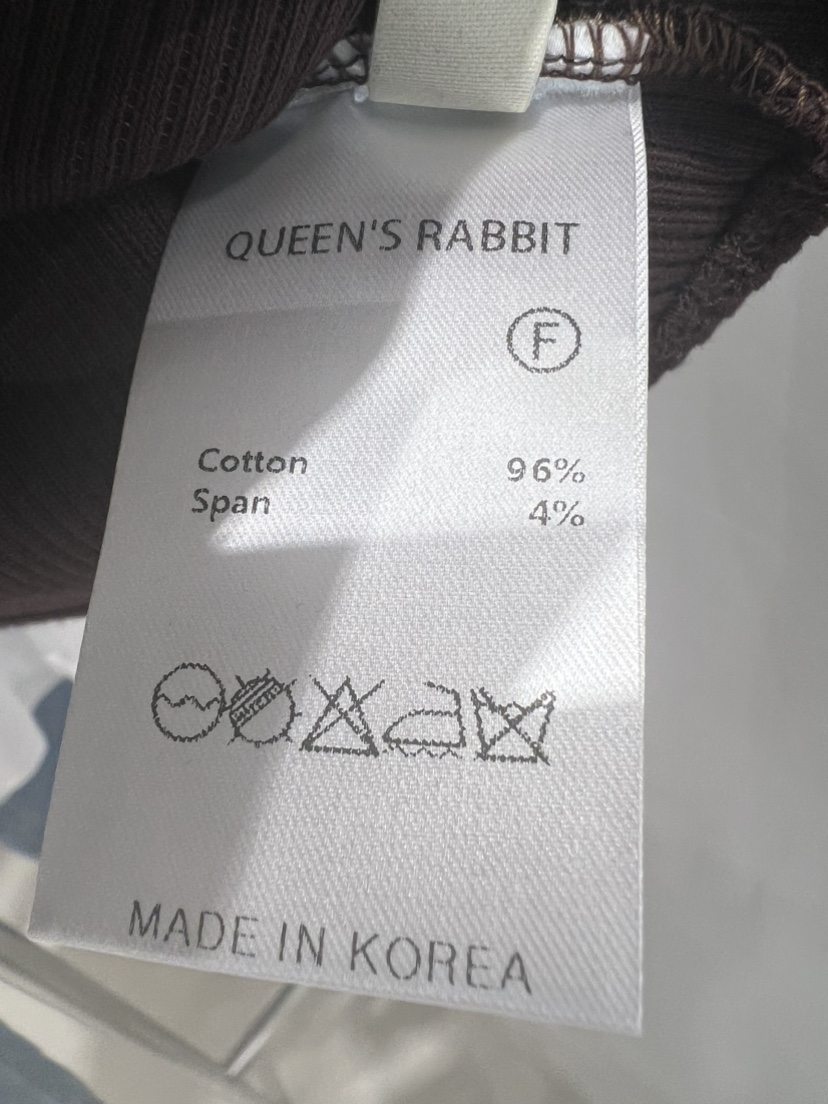 QUEEN'S RABBIT
F
Cotton 96%
Span 4%
MADE IN KOREA